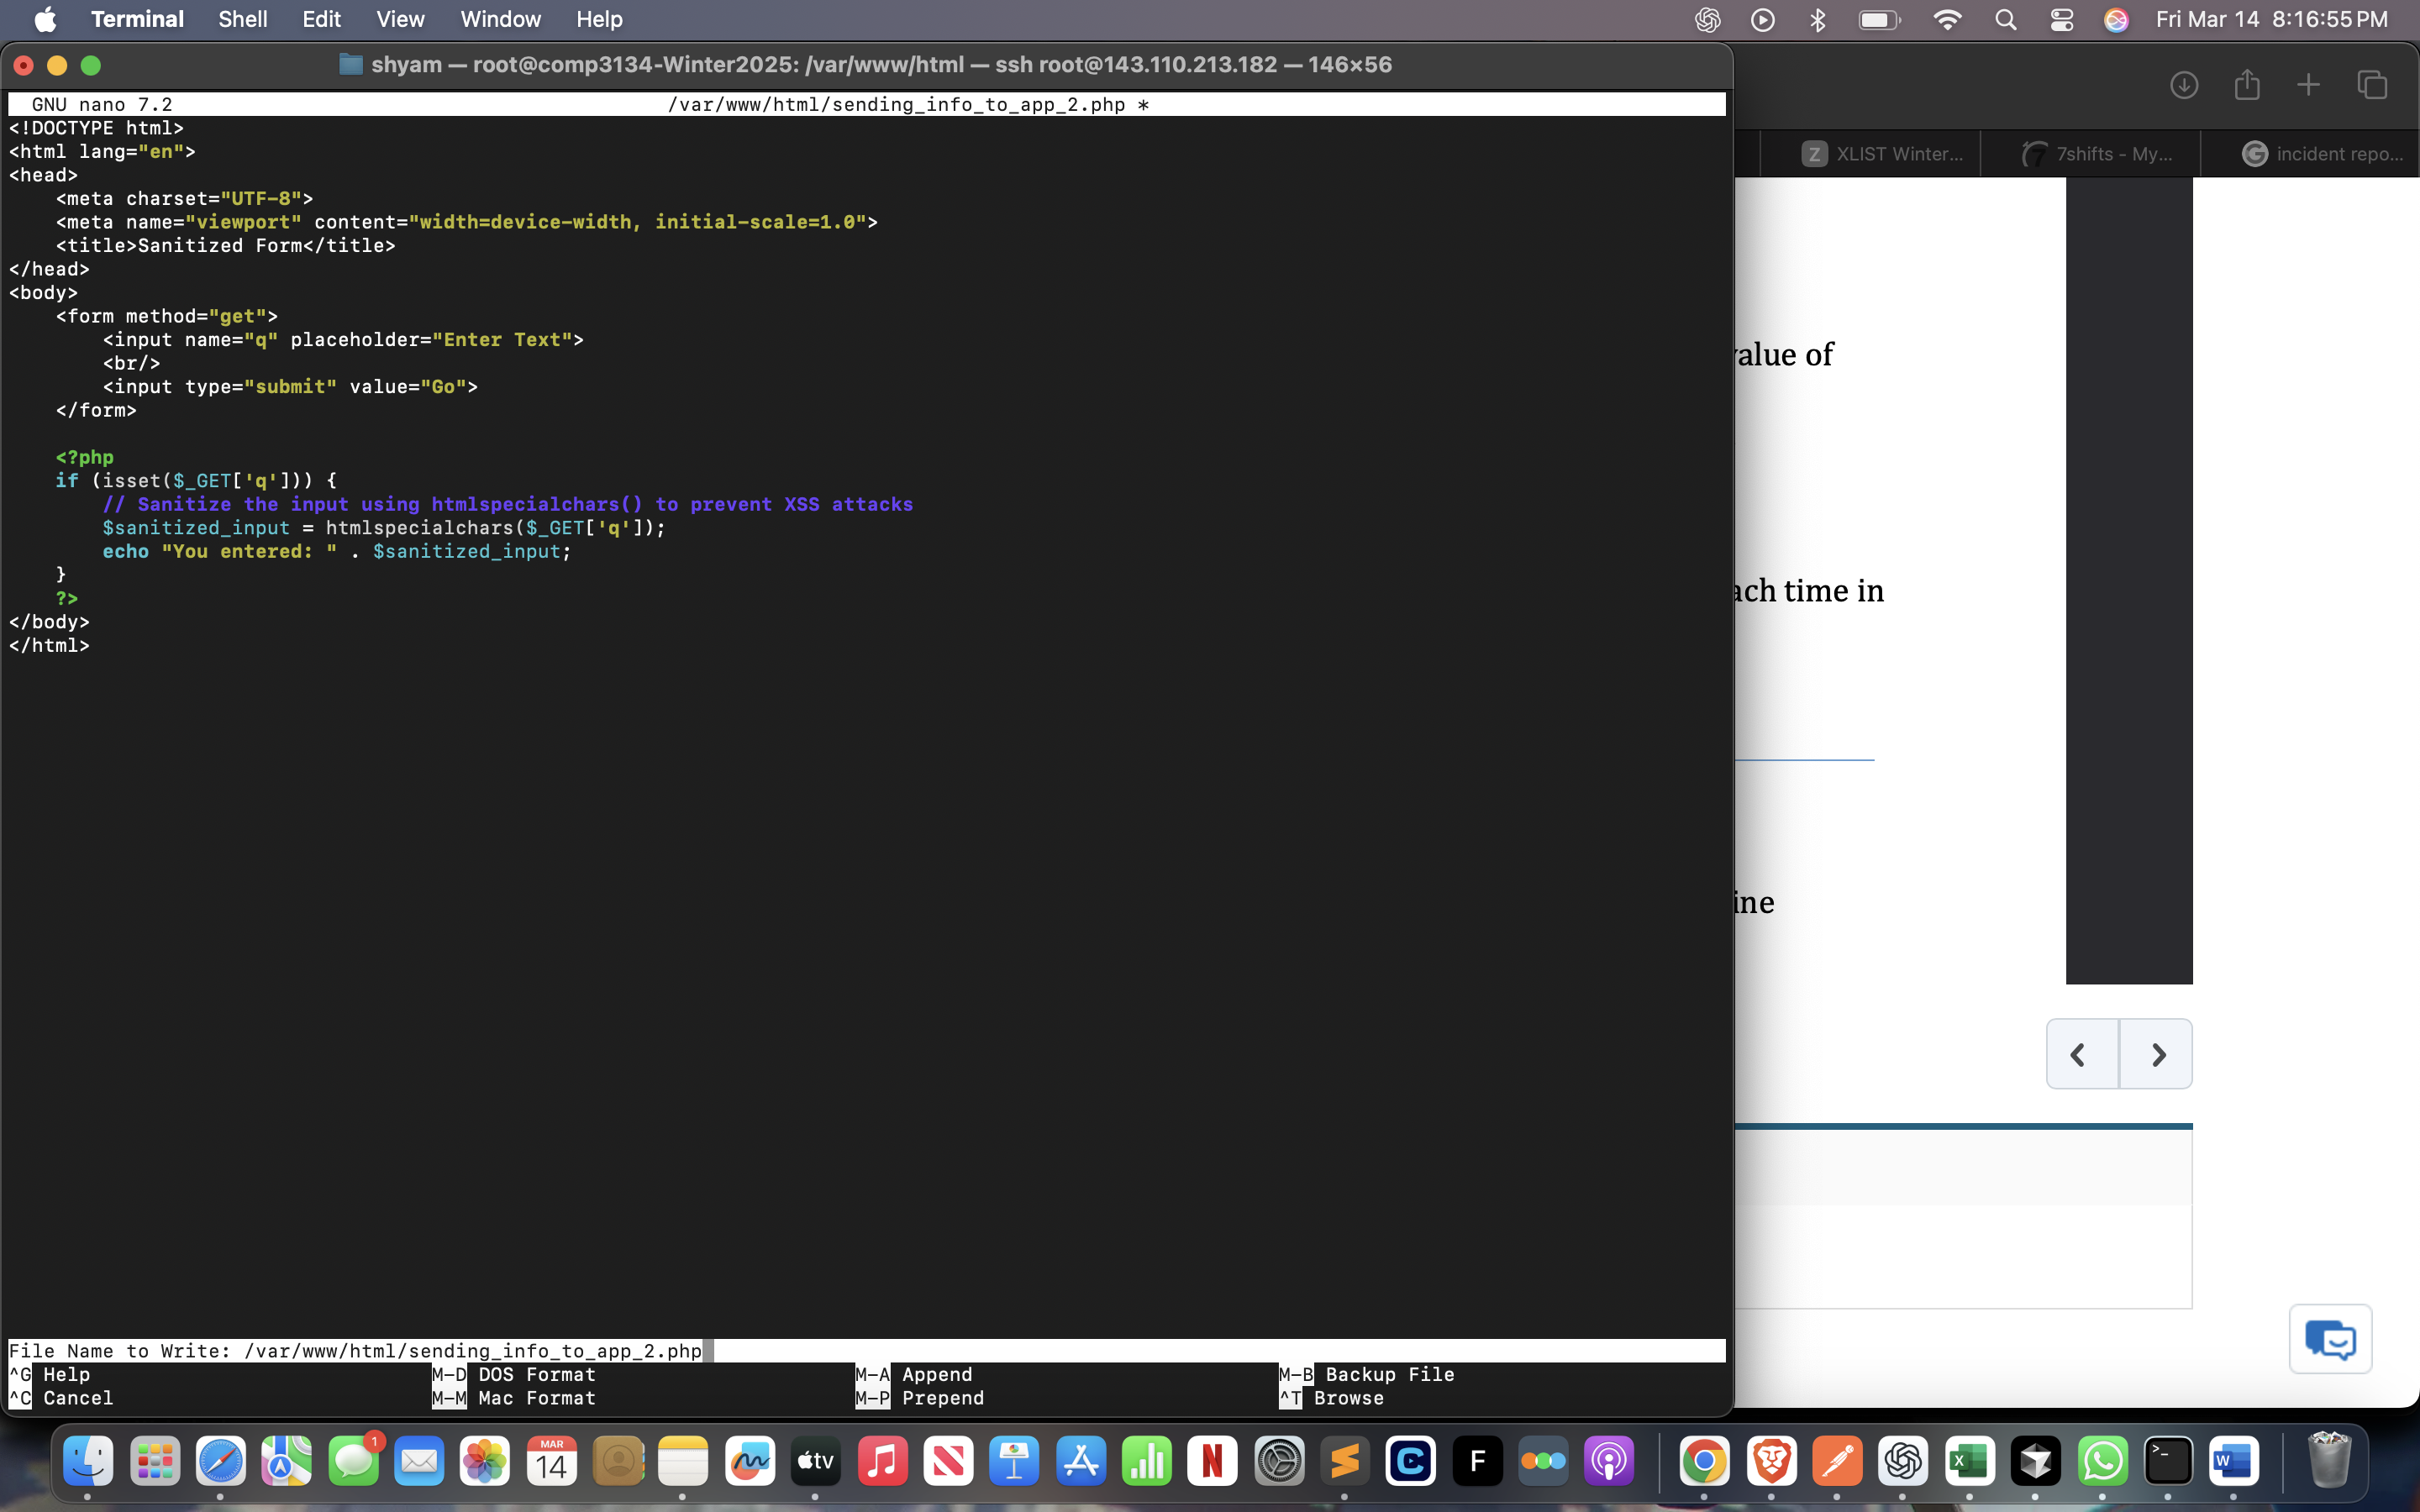 Terminal Shell Edit View Window Help Fri Mar 14 8:16:55 PM
shyam — root@comp3134-Winter2025: /var/www/html — ssh root@143.110.213.182 — 146×56
GNU nano 7.2 /var/www/html/sending_info_to_app_2.php *
<!DOCTYPE html>
<html lang="en">
<head>
    <meta charset="UTF-8">
    <meta name="viewport" content="width=device-width, initial-scale=1.0">
    <title>Sanitized Form</title>
</head>
<body>
    <form method="get">
        <input name="q" placeholder="Enter Text">
        <br/>
        <input type="submit" value="Go">
    </form>
    <?php
    if (isset($_GET['q'])) {
        // Sanitize the input using htmlspecialchars() to prevent XSS attacks
        $sanitized_input = htmlspecialchars($_GET['q']);
        echo "You entered: " . $sanitized_input;
    }
    ?>
</body>
</html>
File Name to Write: /var/www/html/sending_info_to_app_2.php
^G Help M-D DOS Format M-A Append M-B Backup File
^C Cancel M-M Mac Format M-P Prepend ^T Browse
Z XLIST Winter... 7 7shifts - My... G incident repo...
alue of
ach time in
ine
1
MAR
14
tv
N
C
F
X
>_
W